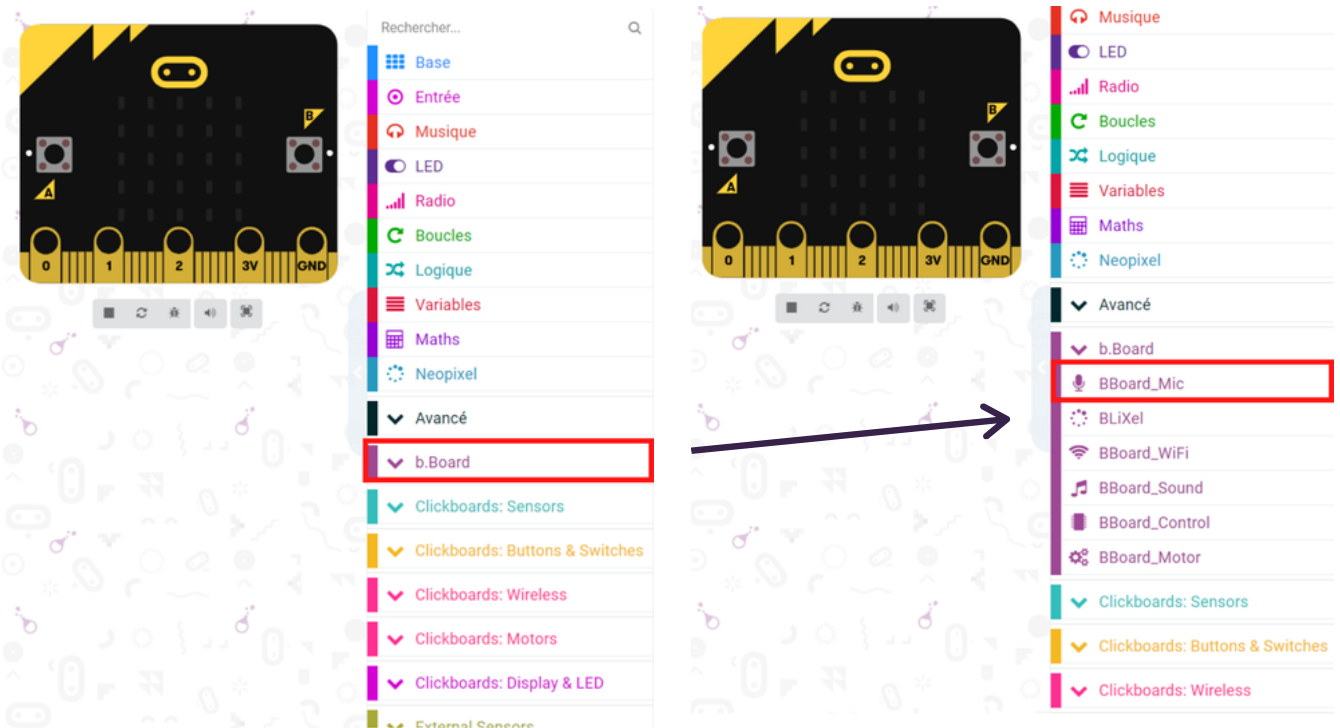 B
A
0
1
2
3V
GND
Rechercher...
Base
Entrée
Musique
LED
Radio
Boucles
Logique
Variables
Maths
Neopixel
Avancé
b.Board
Clickboards: Sensors
Clickboards: Buttons & Switches
Clickboards: Wireless
Clickboards: Motors
Clickboards: Display & LED
External Sensors
B
A
0
1
2
3V
GND
Musique
LED
Radio
Boucles
Logique
Variables
Maths
Neopixel
Avancé
b.Board
BBoard_Mic
BLiXel
BBoard_WiFi
BBoard_Sound
BBoard_Control
BBoard_Motor
Clickboards: Sensors
Clickboards: Buttons & Switches
Clickboards: Wireless